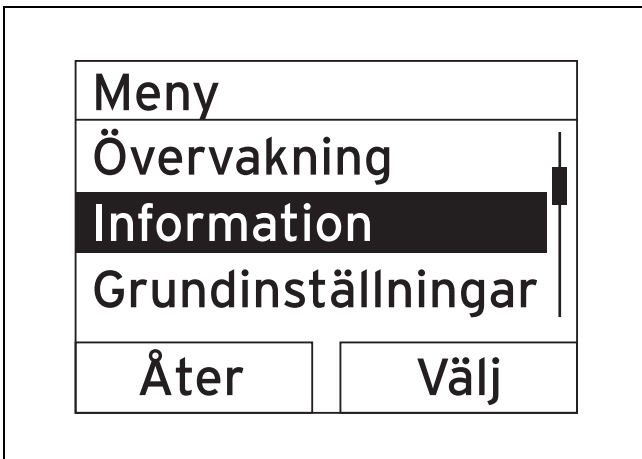 Meny
Övervakning
Information
Grundinställningar
Åter Välj